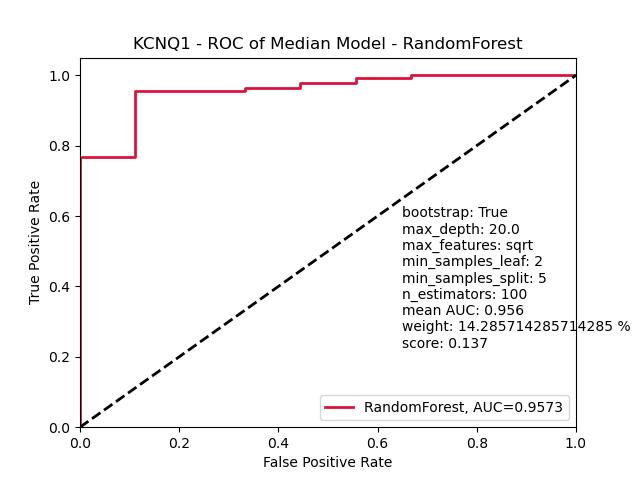 KCNQ1 - ROC of Median Model - RandomForest
True Positive Rate
1.0
0.8
0.6
0.4
0.2
0.0
bootstrap: True
max_depth: 20.0
max_features: sqrt
min_samples_leaf: 2
min_samples_split: 5
n_estimators: 100
mean AUC: 0.956
weight: 14.285714285714285 %
score: 0.137
RandomForest, AUC=0.9573
0.0 0.2 0.4 0.6 0.8 1.0
False Positive Rate